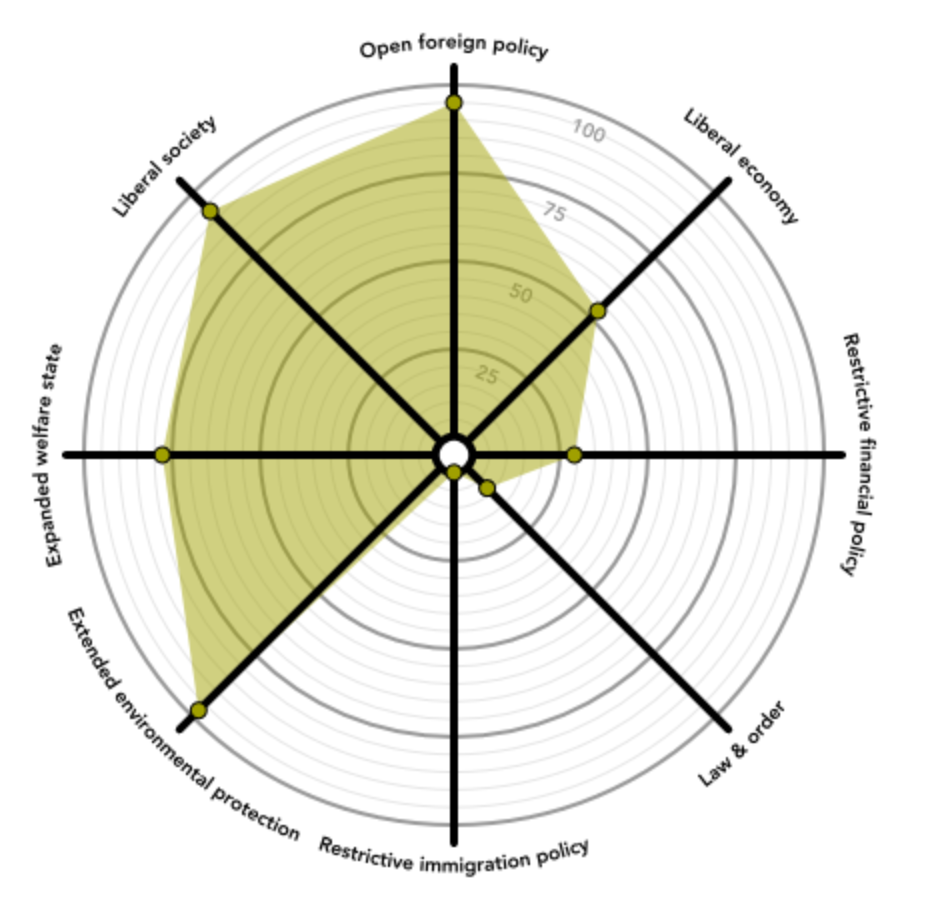 Open foreign policy
Liberal economy
Restrictive financial policy
Law & order
Restrictive immigration policy
Extended environmental protection
Expanded welfare state
Liberal society
100
75
50
25